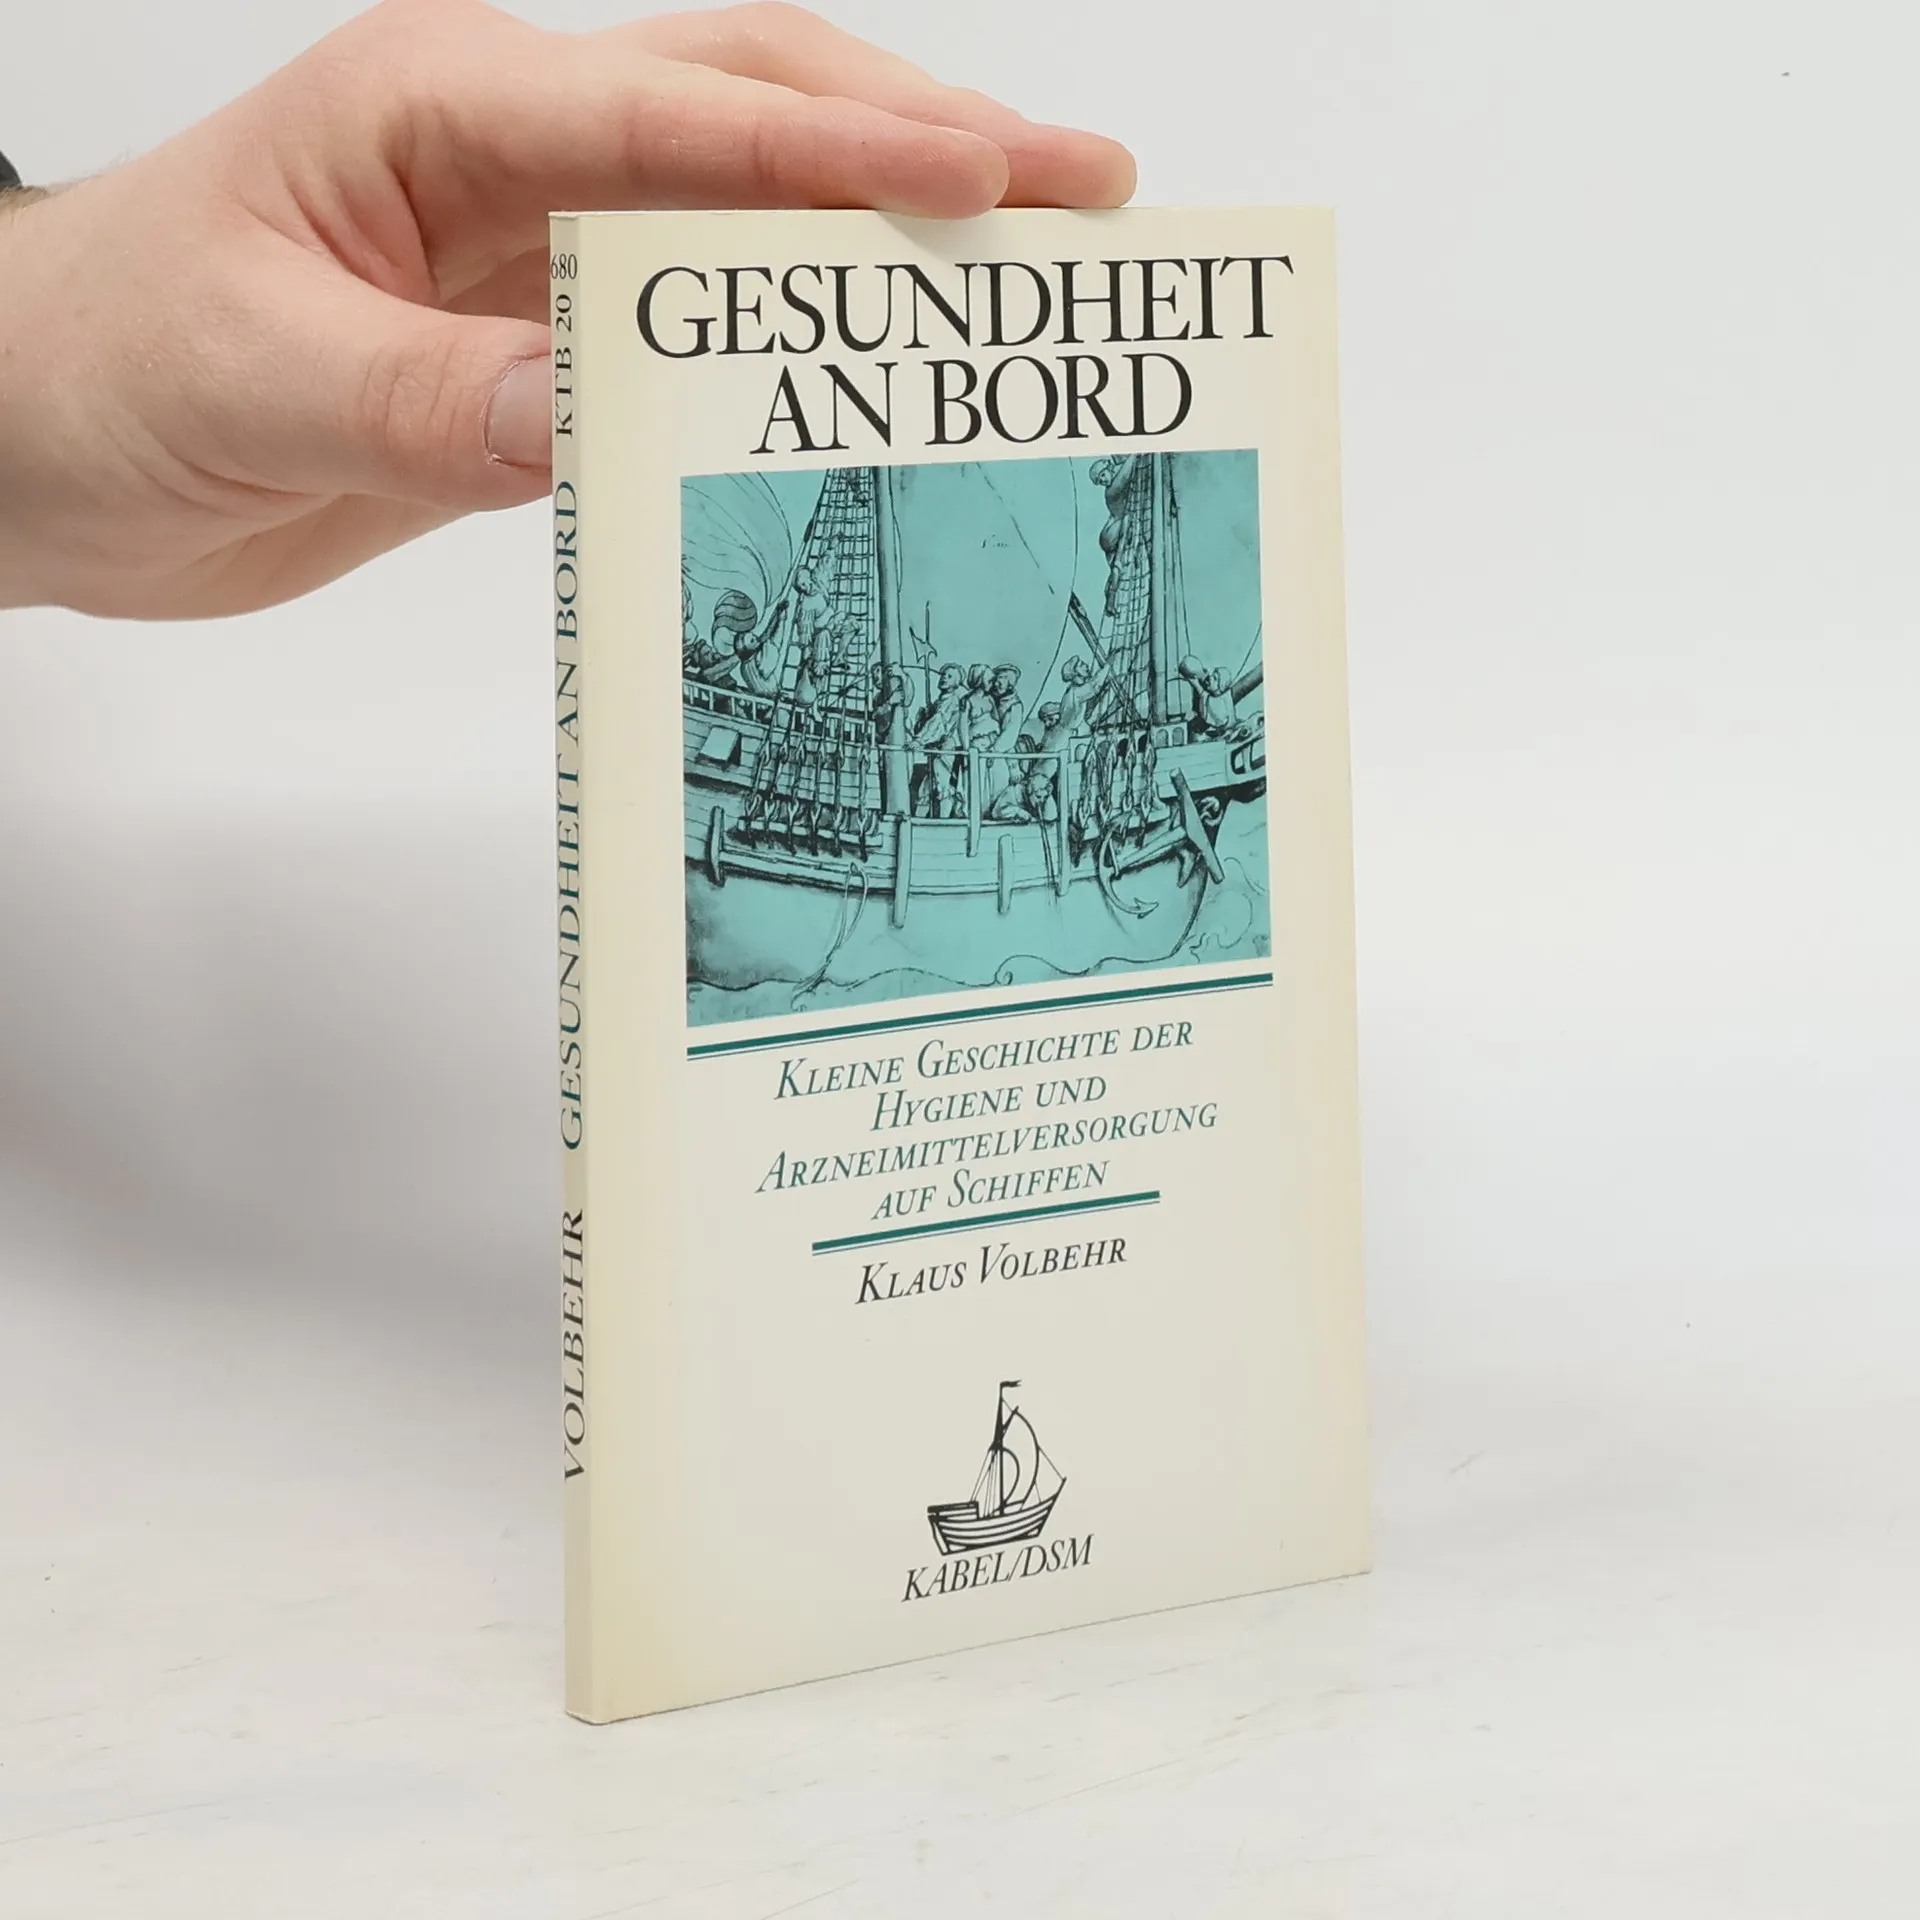 GESUNDHEIT
AN BORD
KLEINE GESCHICHTE DER
HYGIENE UND
ARZNEIMITTELVERSORGUNG
AUF SCHIFFEN
KLAUS VOLBEHR
KABEL/DSM
VOLBEHR GESUNDHEIT AN BORD KTB 20
680